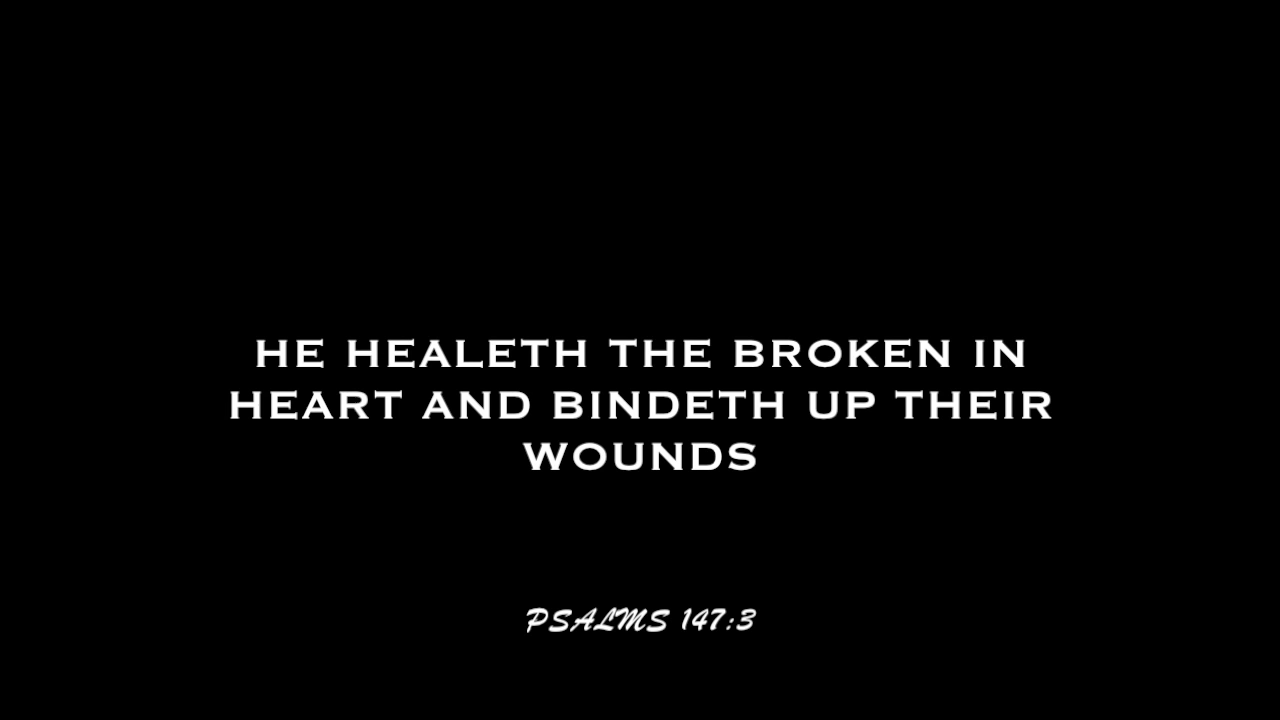 HE HEALETH THE BROKEN IN
HEART AND BINDETH UP THEIR
WOUNDS
PSALMS 147:3